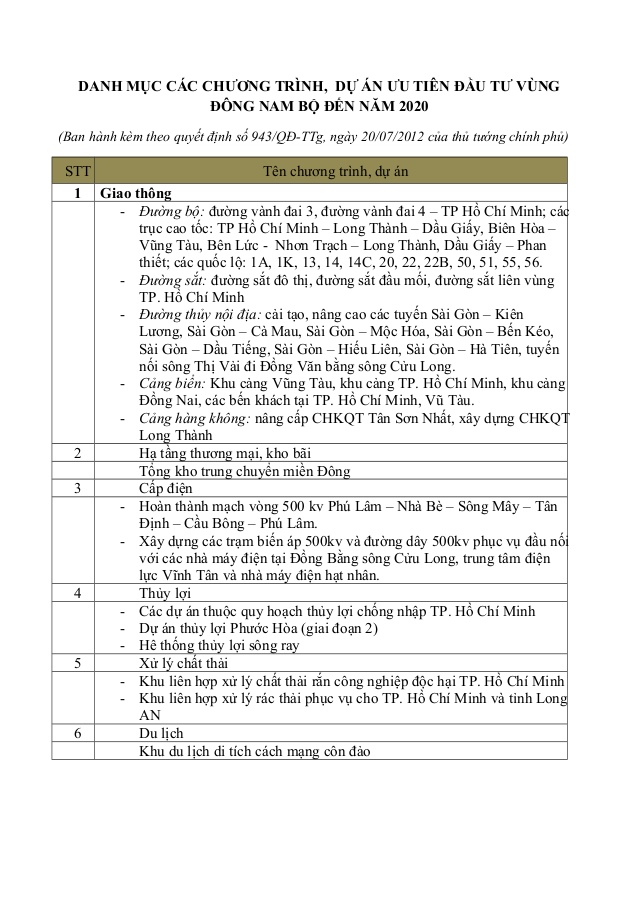 DANH MỤC CÁC CHƯƠNG TRÌNH, DỰ ÁN ƯU TIÊN ĐẦU TƯ VÙNG
ĐÔNG NAM BỘ ĐẾN NĂM 2020
(Ban hành kèm theo quyết định số 943/QĐ-TTg, ngày 20/07/2012 của thủ tướng chính phủ)
STT Tên chương trình, dự án
1 Giao thông
- Đường bộ: đường vành đai 3, đường vành đai 4 – TP Hồ Chí Minh; các
trục cao tốc: TP Hồ Chí Minh – Long Thành – Dầu Giấy, Biên Hòa –
Vũng Tàu, Bên Lức - Nhơn Trạch – Long Thành, Dầu Giấy – Phan
thiết; các quốc lộ: 1A, 1K, 13, 14, 14C, 20, 22, 22B, 50, 51, 55, 56.
- Đường sắt: đường sắt đô thị, đường sắt đầu mối, đường sắt liên vùng
TP. Hồ Chí Minh
- Đường thủy nội địa: cải tạo, nâng cao các tuyến Sài Gòn – Kiên
Lương, Sài Gòn – Cà Mau, Sài Gòn – Mộc Hóa, Sài Gòn – Bến Kéo,
Sài Gòn – Dầu Tiếng, Sài Gòn – Hiếu Liên, Sài Gòn – Hà Tiên, tuyến
nối sông Thị Vải đi Đồng Văn bằng sông Cửu Long.
- Cảng biển: Khu cảng Vũng Tàu, khu cảng TP. Hồ Chí Minh, khu cảng
Đồng Nai, các bến khách tại TP. Hồ Chí Minh, Vũ Tàu.
- Cảng hàng không: nâng cấp CHKQT Tân Sơn Nhất, xây dựng CHKQT
Long Thành
2 Hạ tầng thương mại, kho bãi
Tổng kho trung chuyển miền Đông
3 Cấp điện
- Hoàn thành mạch vòng 500 kv Phú Lâm – Nhà Bè – Sông Mây – Tân
Định – Cầu Bông – Phú Lâm.
- Xây dựng các trạm biến áp 500kv và đường dây 500kv phục vụ đầu nối
với các nhà máy điện tại Đồng Bằng sông Cửu Long, trung tâm điện
lực Vĩnh Tân và nhà máy điện hạt nhân.
4 Thủy lợi
- Các dự án thuộc quy hoạch thủy lợi chống nhập TP. Hồ Chí Minh
- Dự án thủy lợi Phước Hòa (giai đoạn 2)
- Hê thống thủy lợi sông ray
5 Xử lý chất thải
- Khu liên hợp xử lý chất thải rắn công nghiệp độc hại TP. Hồ Chí Minh
- Khu liên hợp xử lý rác thải phục vụ cho TP. Hồ Chí Minh và tỉnh Long
AN
6 Du lịch
Khu du lịch di tích cách mạng côn đảo